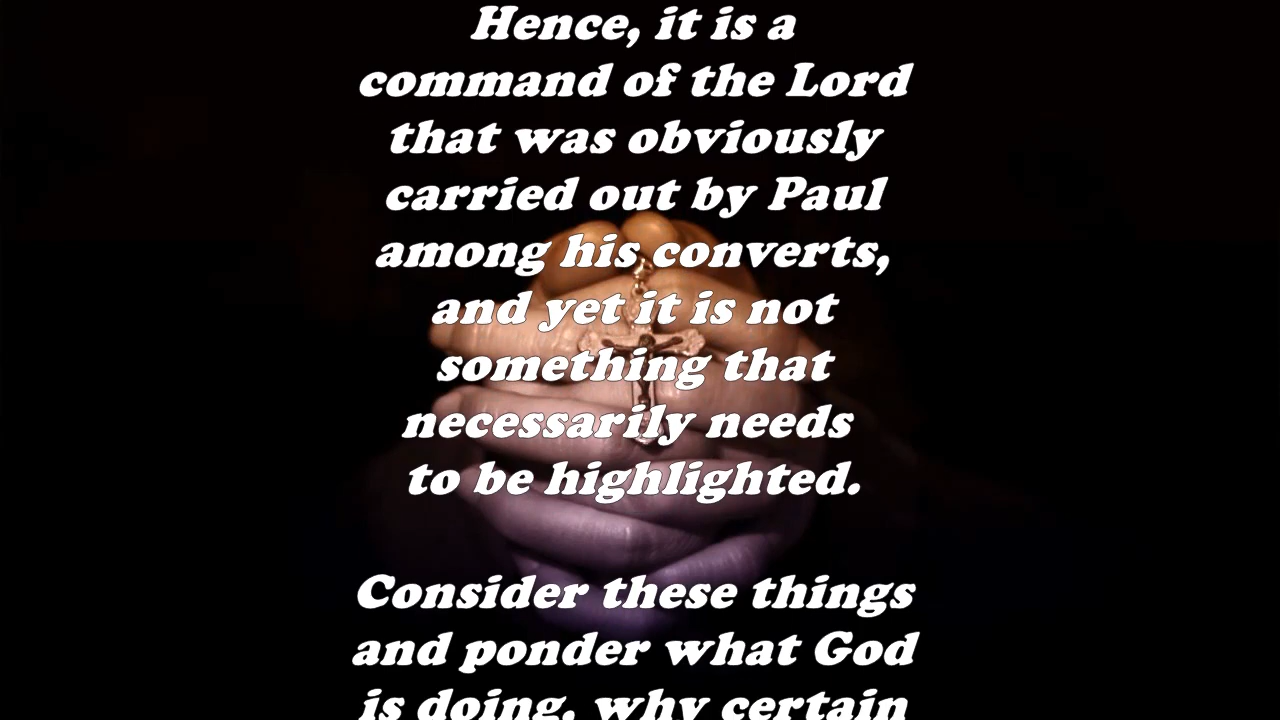 Hence, it is a
command of the Lord
that was obviously
carried out by Paul
among his converts,
and yet it is not
something that
necessarily needs
to be highlighted.
Consider these things
and ponder what God
is doing, why certain